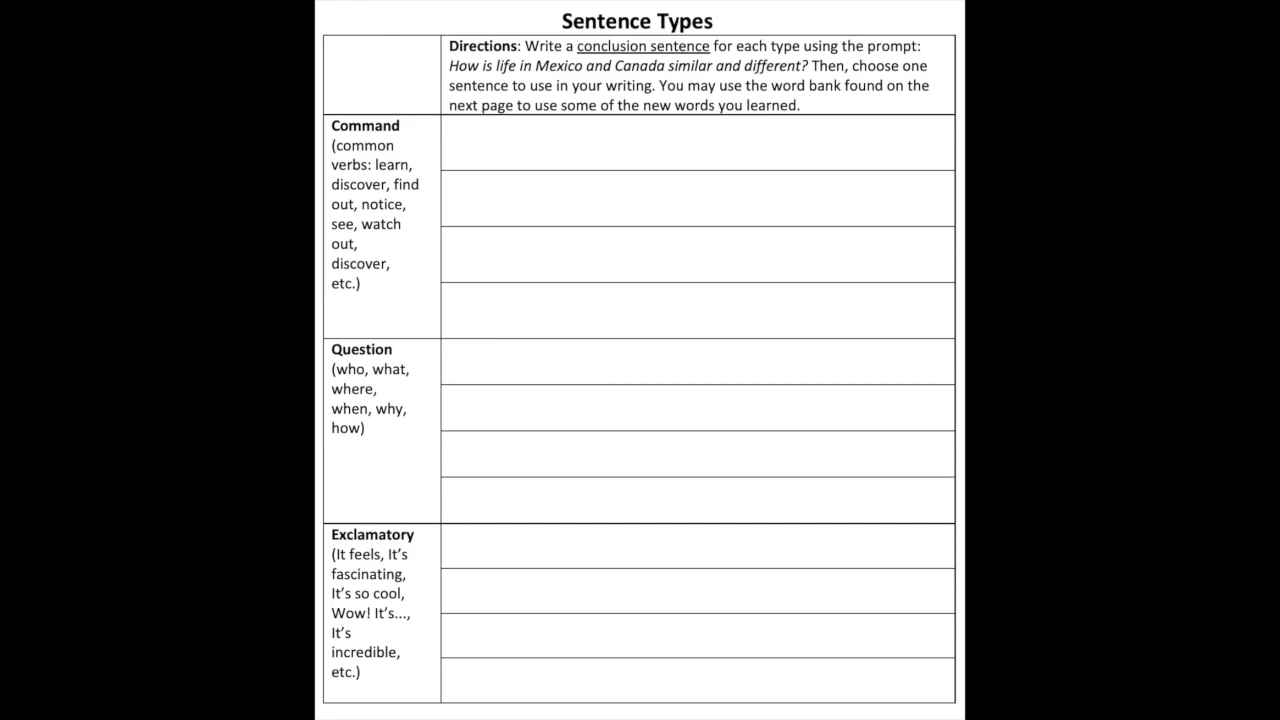 Sentence Types
Directions: Write a conclusion sentence for each type using the prompt:
How is life in Mexico and Canada similar and different? Then, choose one
sentence to use in your writing. You may use the word bank found on the
next page to use some of the new words you learned.
Command
(common
verbs: learn,
discover, find
out, notice,
see, watch
out,
discover,
etc.)
Question
(who, what,
where,
when, why,
how)
Exclamatory
(It feels, It’s
fascinating,
It’s so cool,
Wow! It’s...,
It’s
incredible,
etc.)